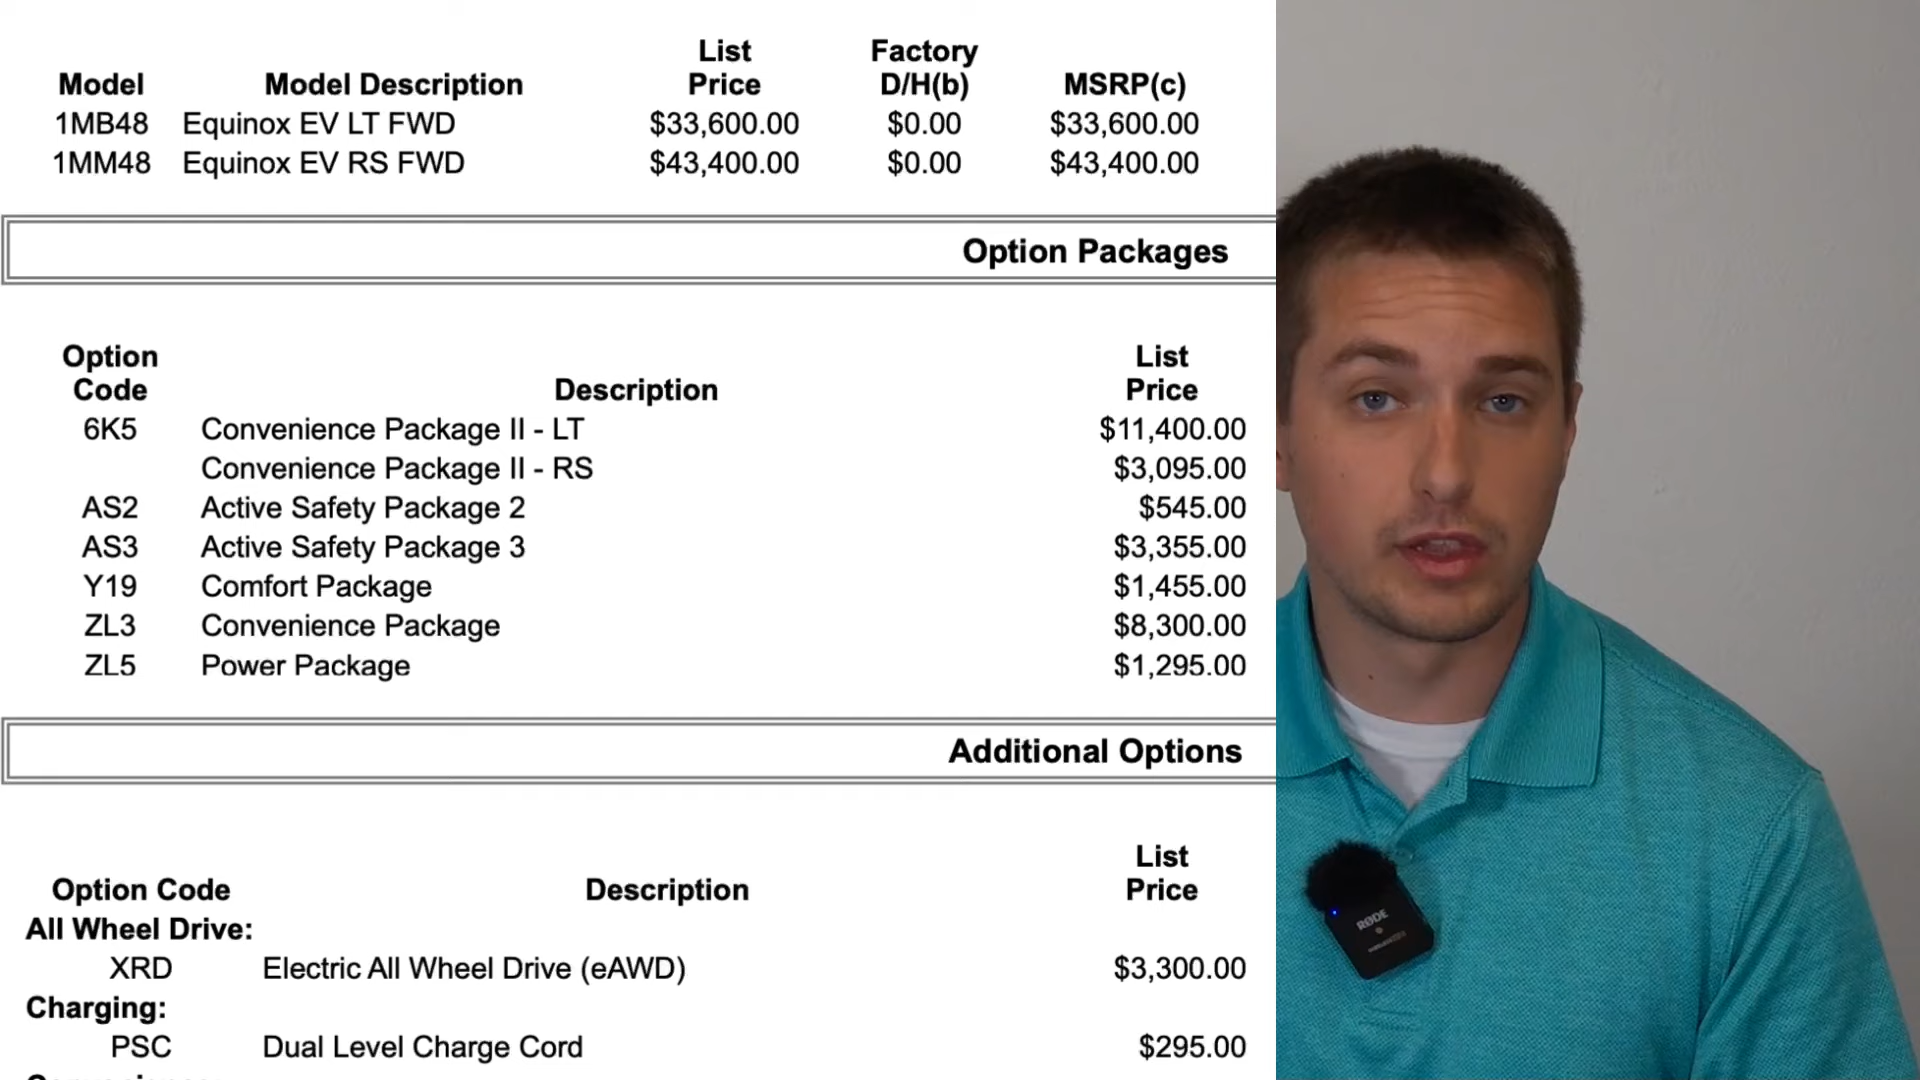 List Factory
Model Model Description Price D/H(b) MSRP(c)
1MB48 Equinox EV LT FWD $33,600.00 $0.00 $33,600.00
1MM48 Equinox EV RS FWD $43,400.00 $0.00 $43,400.00
Option Packages
Option List
Code Description Price
6K5 Convenience Package II - LT $11,400.00
Convenience Package II - RS $3,095.00
AS2 Active Safety Package 2 $545.00
AS3 Active Safety Package 3 $3,355.00
Y19 Comfort Package $1,455.00
ZL3 Convenience Package $8,300.00
ZL5 Power Package $1,295.00
Additional Options
List
Option Code Description Price
All Wheel Drive:
XRD Electric All Wheel Drive (eAWD) $3,300.00
Charging:
PSC Dual Level Charge Cord $295.00
RØDE